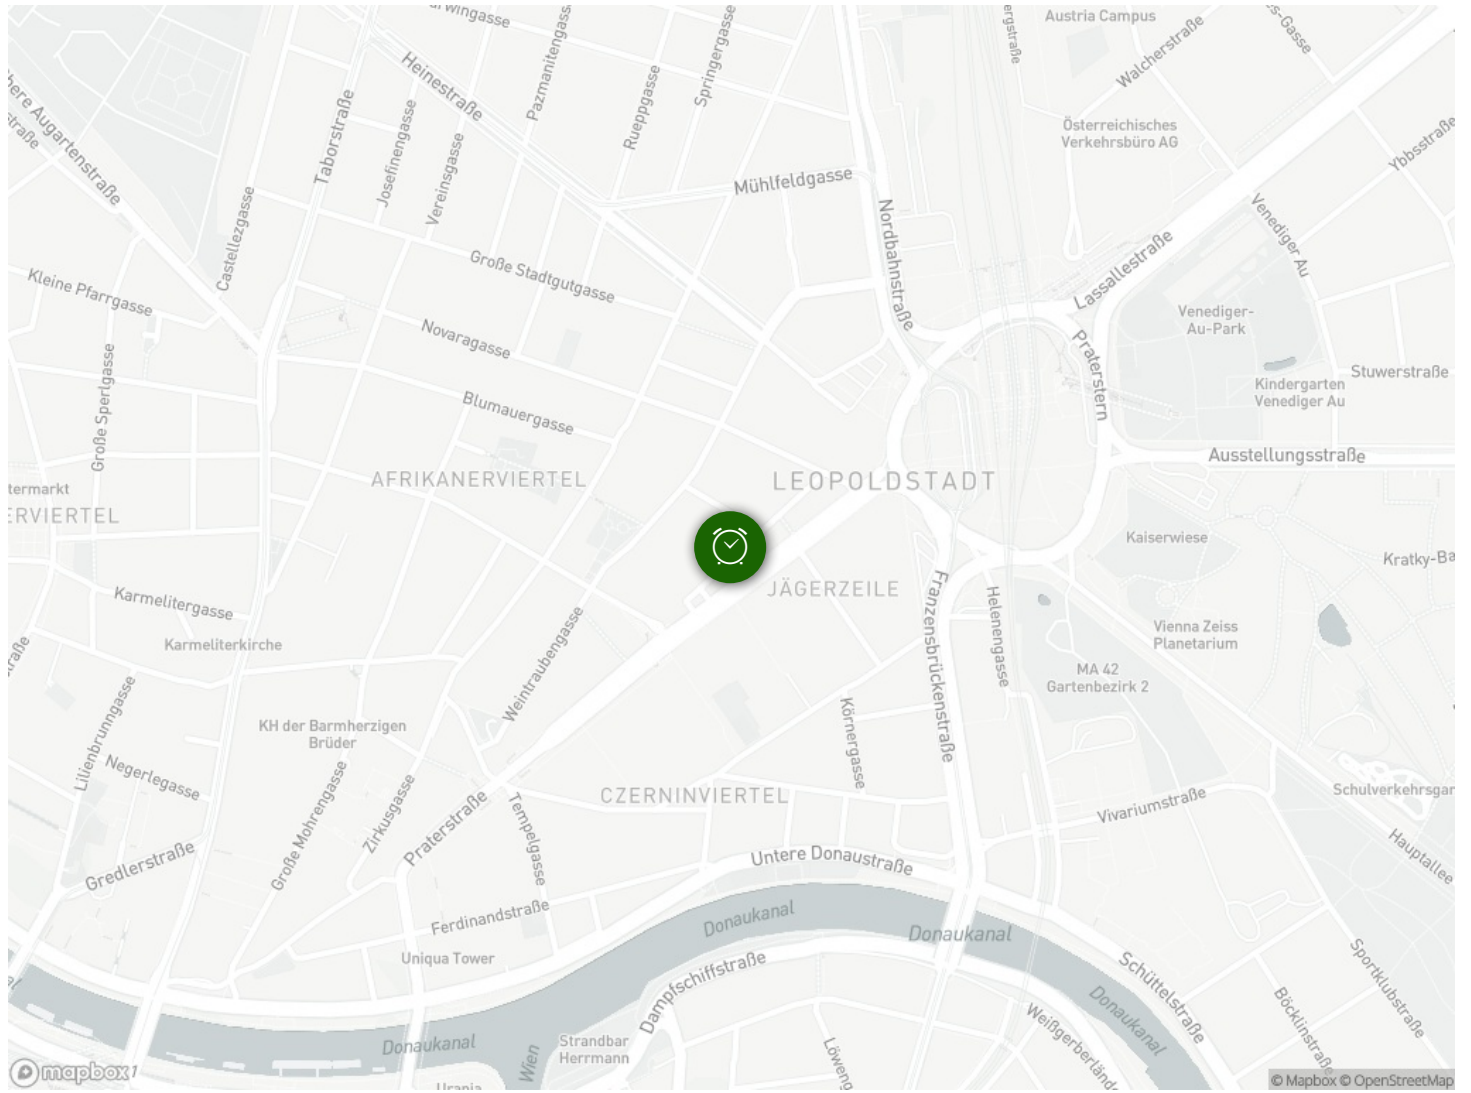 Austria Campus
Walcherstraße
Heinestraße
Pazmanitengass
Springergasse
Rueppgasse
Josefinengasse
Vereinsgasse
Taborstraße
Österreichisches
Verkehrsbüro AG
Ybbsstraße
Mühlfeldgasse
Castellezgasse
Nordbahnstraße
Venediger Au
Lassallestraße
Große Stadtgutgasse
Kleine Pfarrgasse
Novaragasse
Venediger-
Au-Park
Praterstern
Große Sperlgasse
Blumauergasse
Kindergarten
Venediger Au
Stuwerstraße
Ausstellungsstraße
AFRIKANERVIERTEL
LEOPOLDSTADT
termarkt
ERVIERTEL
Kaiserwiese
Kratky-Ba
JÄGERZEILE
Karmelitergasse
Franzensbrückenstraße
Helenengasse
Vienna Zeiss
Planetarium
Karmeliterkirche
Weintraubengasse
MA 42
Gartenbezirk 2
Lilienbrunngasse
KH der Barmherzigen
Brüder
Körnergasse
Negerlegasse
Große Mohrengasse
Zirkusgasse
Praterstraße
Tempelgasse
CZERNINVIERTEL
Vivariumstraße
Schulverkehrsgar
Hauptallee
Gredlerstraße
Untere Donaustraße
Ferdinandstraße
Donaukanal
Donaukanal
Uniqua Tower
Dampfschiffstraße
Schüttelstraße
Sportklubstraße
Böcklinstraße
Donaukanal
Weißgerberlände
Donaukanal
Wien
Strandbar
Herrmann
Löweng
Urania
mapbox
© Mapbox © OpenStreetMap